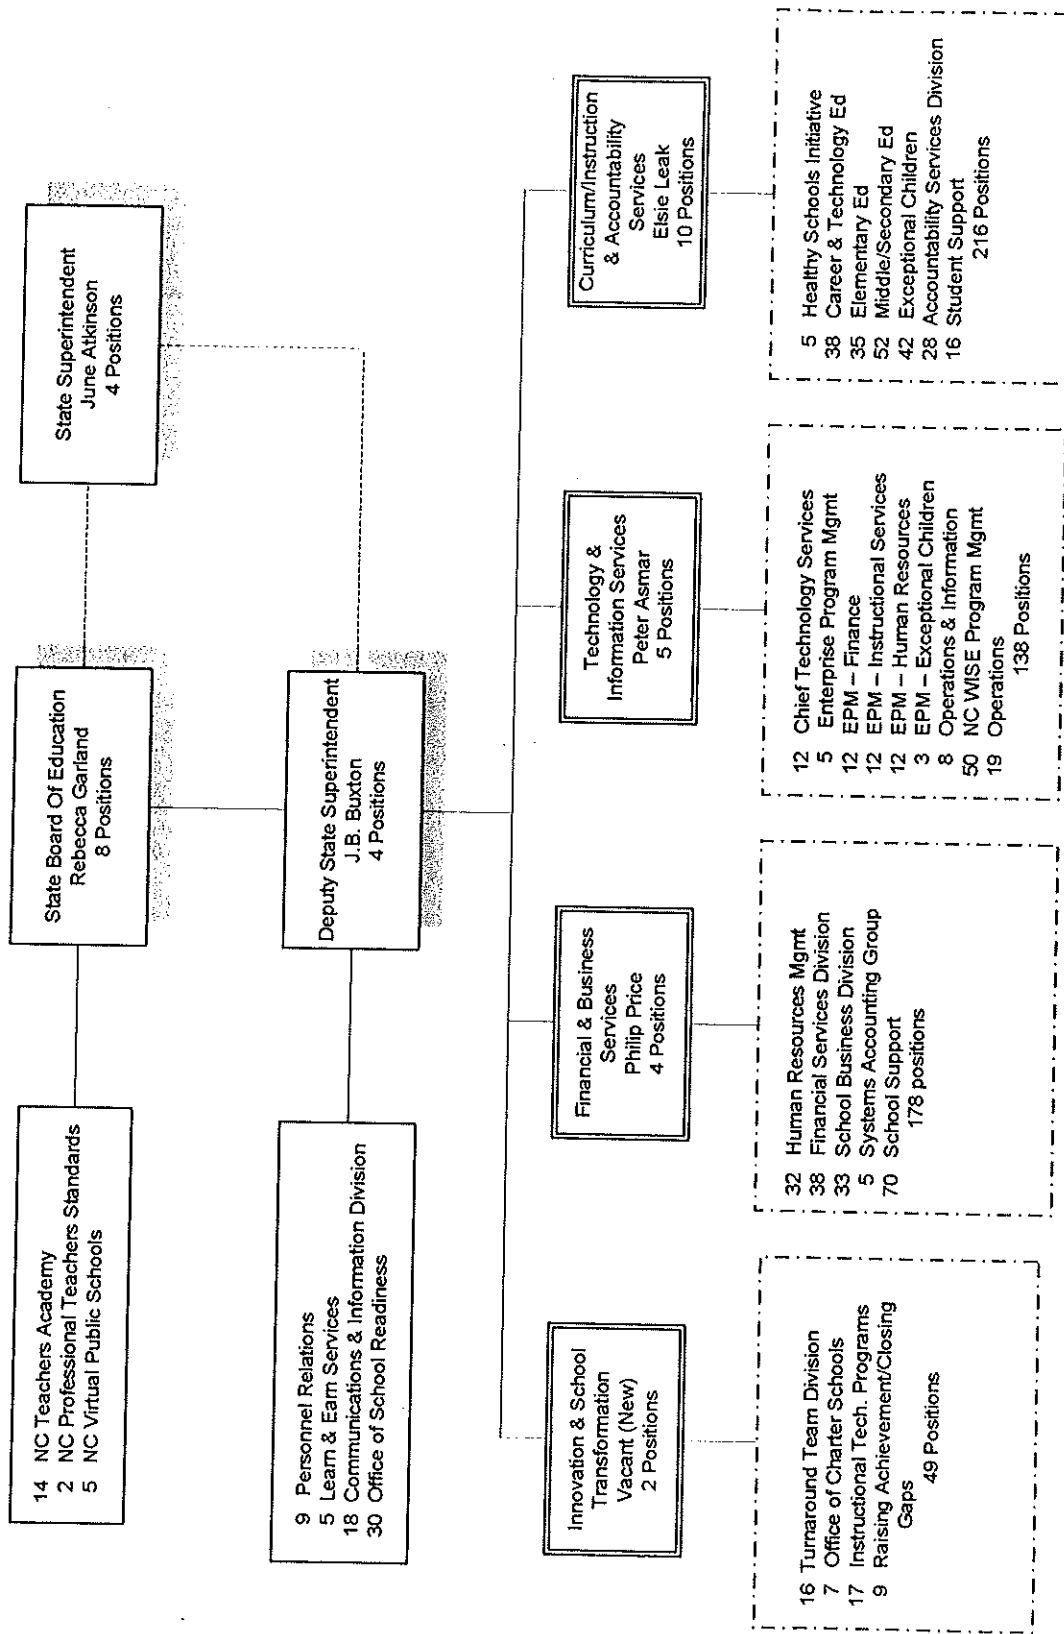 State Superintendent
June Atkinson
4 Positions
State Board Of Education
Rebecca Garland
8 Positions
14 NC Teachers Academy
2 NC Professional Teachers Standards
5 NC Virtual Public Schools
Deputy State Superintendent
J.B. Buxton
4 Positions
9 Personnel Relations
5 Learn & Earn Services
18 Communications & Information Division
30 Office of School Readiness
Innovation & School
Transformation
Vacant (New)
2 Positions
Financial & Business
Services
Philip Price
4 Positions
Technology &
Information Services
Peter Asmar
5 Positions
Curriculum/Instruction
& Accountability
Services
Elsie Leak
10 Positions
16 Turnaround Team Division
7 Office of Charter Schools
17 Instructional Tech. Programs
9 Raising Achievement/Closing
Gaps
49 Positions
32 Human Resources Mgmt
38 Financial Services Division
33 School Business Division
5 Systems Accounting Group
70 School Support
178 positions
12 Chief Technology Services
5 Enterprise Program Mgmt
12 EPM – Finance
12 EPM – Instructional Services
12 EPM – Human Resources
3 EPM – Exceptional Children
8 Operations & Information
50 NC WISE Program Mgmt
19 Operations
138 Positions
5 Healthy Schools Initiative
38 Career & Technology Ed
35 Elementary Ed
52 Middle/Secondary Ed
42 Exceptional Children
28 Accountability Services Division
16 Student Support
216 Positions